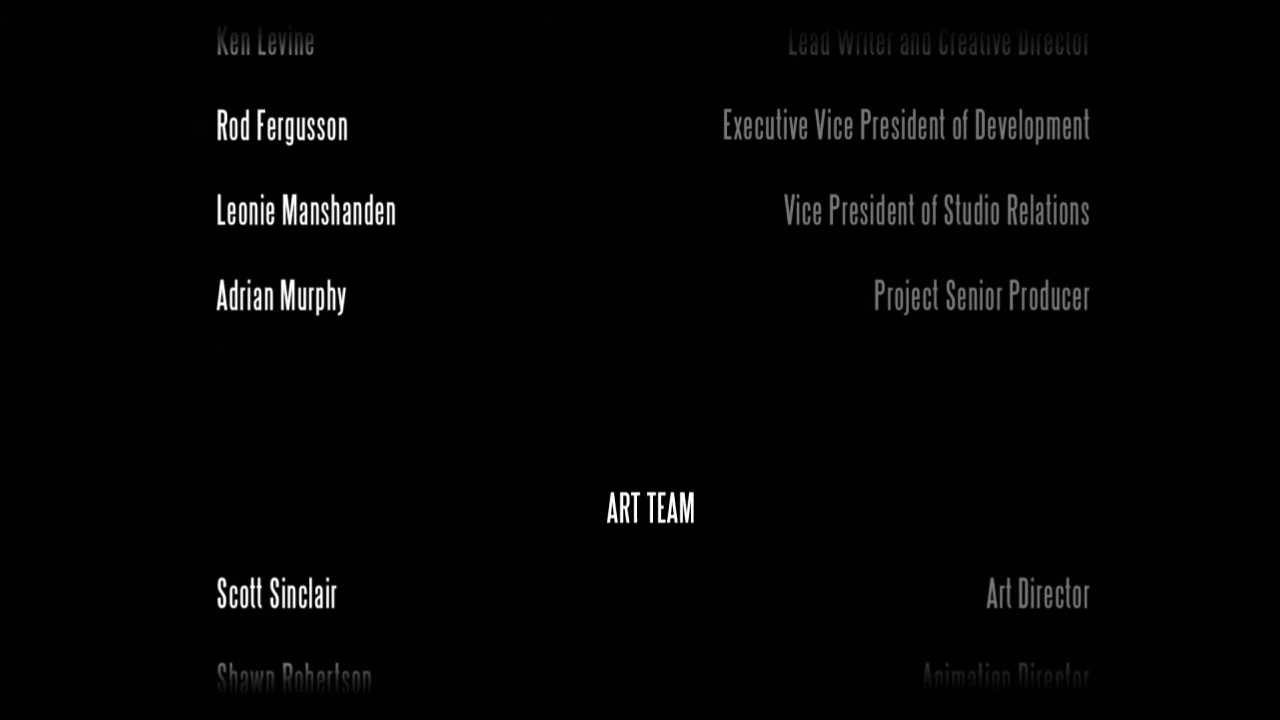 Ken Levine Lead Writer and Creative Director
Rod Fergusson Executive Vice President of Development
Leonie Manshanden Vice President of Studio Relations
Adrian Murphy Project Senior Producer
ART TEAM
Scott Sinclair Art Director
Shawn Robertson Animation Director